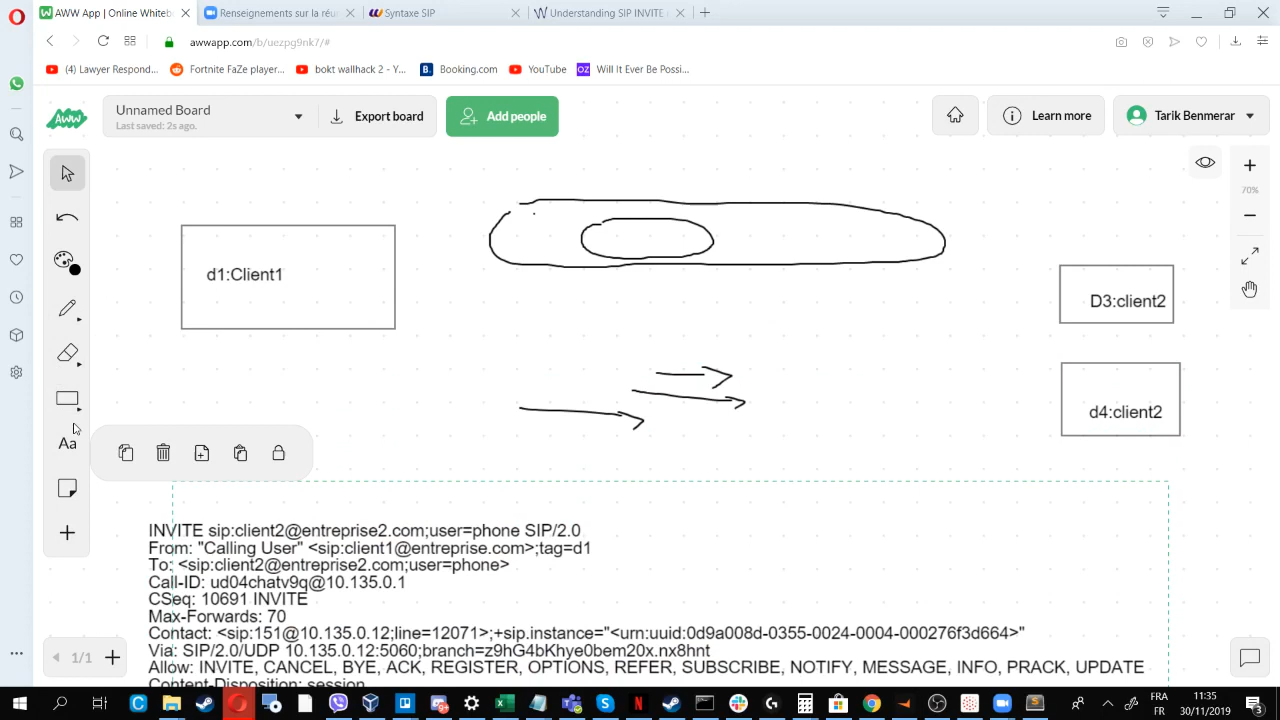 AWW App | Online Whiteb
Renseignements sur la réu
Syntaxe SIP
Understanding SIP INVITE
awwapp.com/b/uezpg9nk7/#
(4) Lawyer Respond...
Fortnite FaZe player...
bokt wallhack 2 - Y...
Booking.com
YouTube
Will It Ever Be Possi...
AWW
Unnamed Board
Last saved: 2s ago.
Export board
Add people
Learn more
Tarik Benmerar
70%
d1:Client1
D3:client2
d4:client2
Aa
INVITE sip:client2@entreprise2.com;user=phone SIP/2.0
From: "Calling User" <sip:client1@entreprise.com>;tag=d1
To: <sip:client2@entreprise2.com;user=phone>
Call-ID: ud04chatv9q@10.135.0.1
CSeq: 10691 INVITE
Max-Forwards: 70
Contact: <sip:151@10.135.0.12;line=12071>;+sip.instance="<urn:uuid:0d9a008d-0355-0024-0004-000276f3d664>"
Via: SIP/2.0/UDP 10.135.0.12:5060;branch=z9hG4bKhye0bem20x.nx8hnt
Allow: INVITE, CANCEL, BYE, ACK, REGISTER, OPTIONS, REFER, SUBSCRIBE, NOTIFY, MESSAGE, INFO, PRACK, UPDATE
Content-Disposition: session
1/1
FRA
FR
11:35
30/11/2019
3